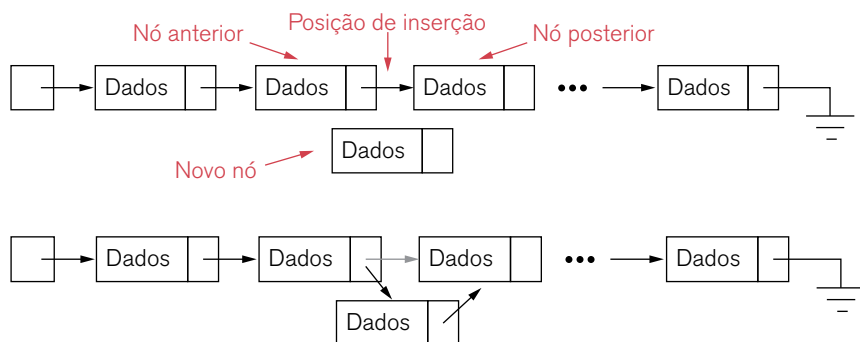 Posição de inserção
Nó anterior
Nó posterior
Dados
Dados
Dados
Dados
Dados
Novo nó
Dados
Dados
Dados
Dados
Dados